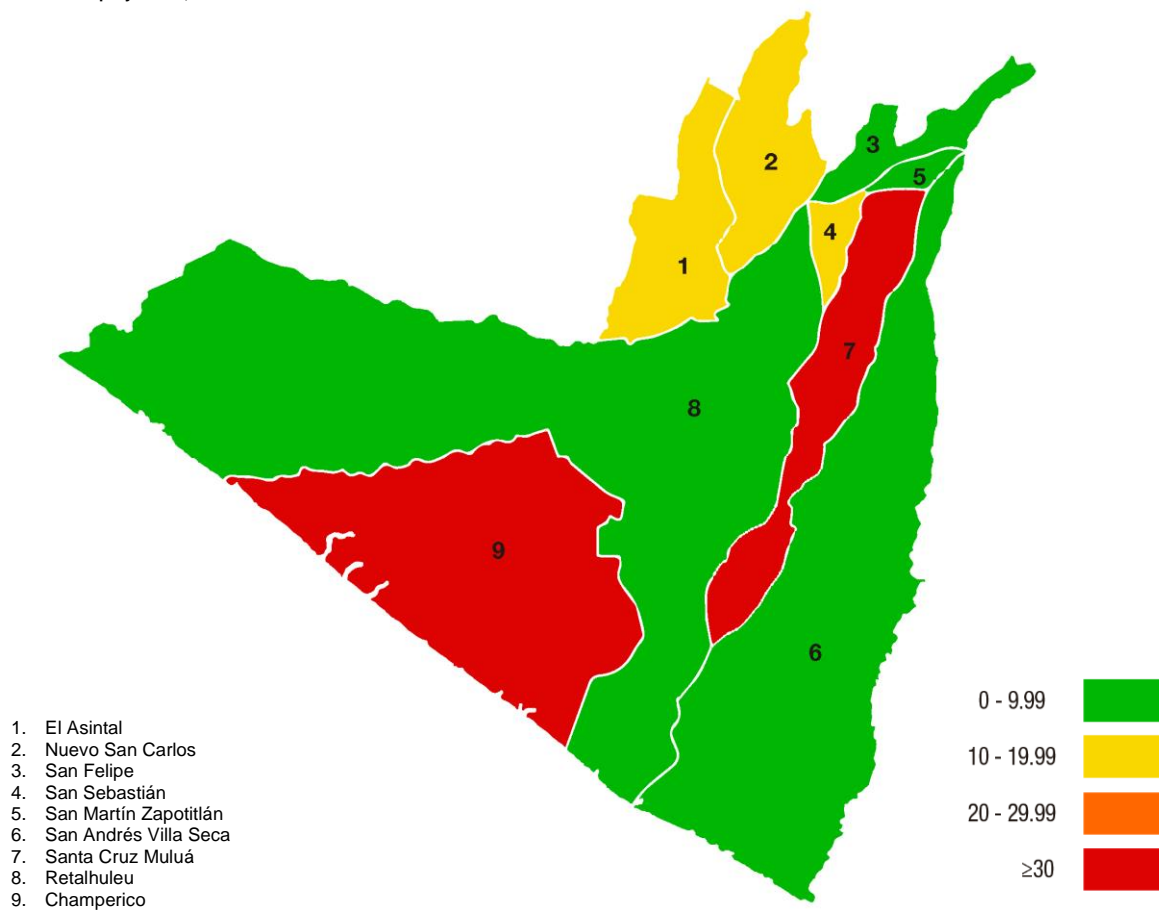 2
3
5
4
1
7
8
9
6
0 - 9.99
10 - 19.99
20 - 29.99
≥30
1. El Asintal
2. Nuevo San Carlos
3. San Felipe
4. San Sebastián
5. San Martín Zapotitlán
6. San Andrés Villa Seca
7. Santa Cruz Muluá
8. Retalhuleu
9. Champerico